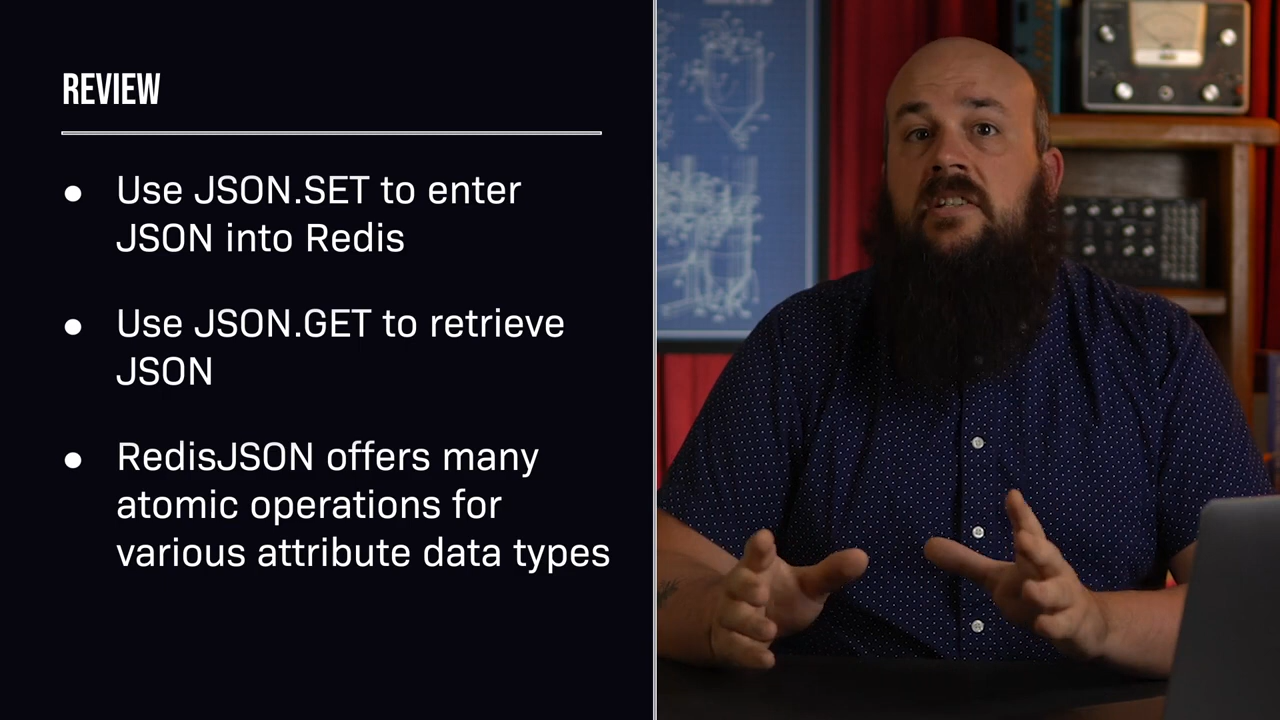 REVIEW
● Use JSON.SET to enter
JSON into Redis
● Use JSON.GET to retrieve
JSON
● RedisJSON offers many
atomic operations for
various attribute data types